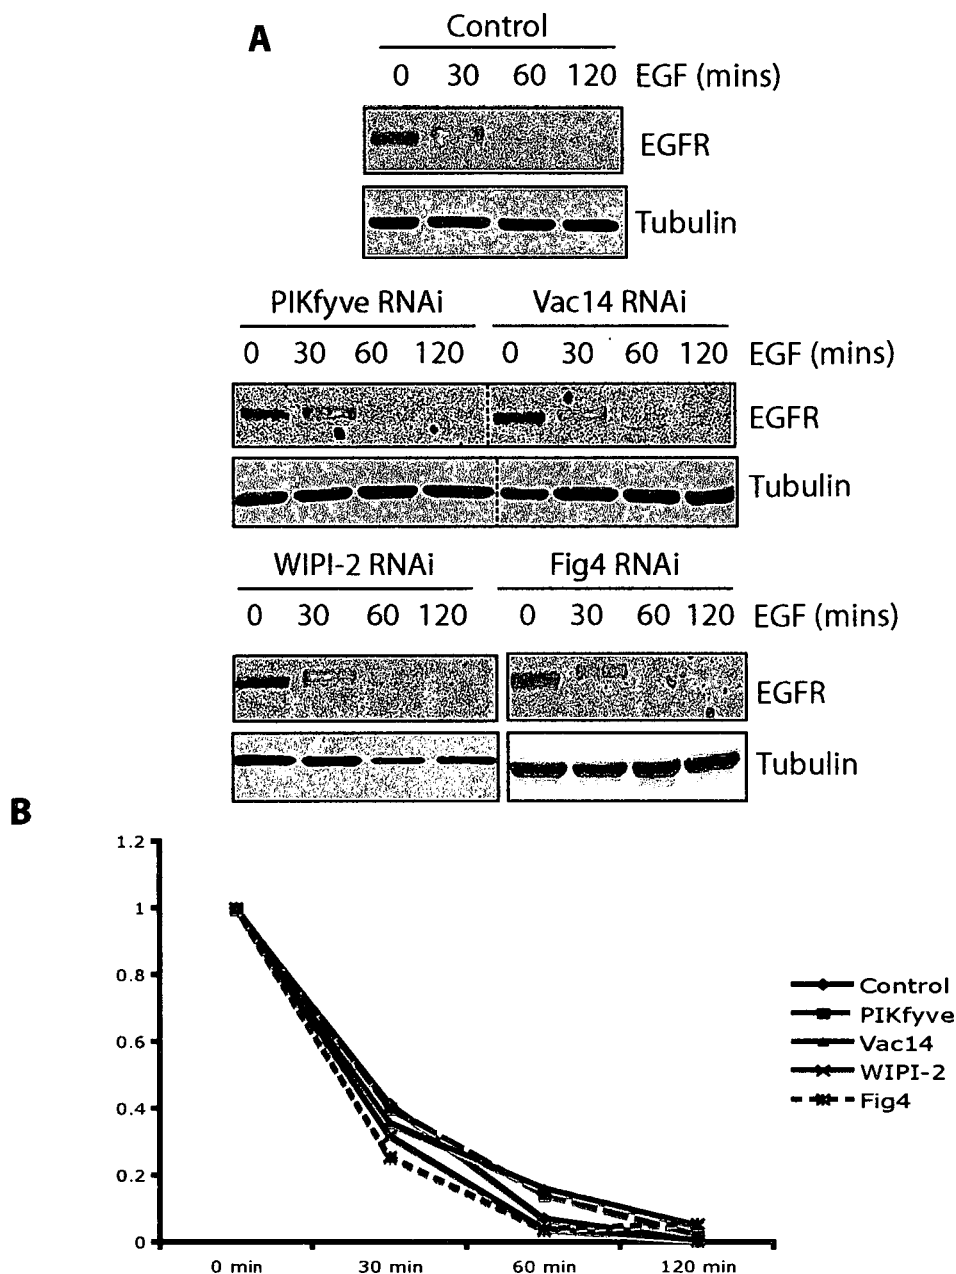 A
Control
0 30 60 120 EGF (mins)
EGFR
Tubulin
PIKfyve RNAi Vac14 RNAi
0 30 60 120 0 30 60 120 EGF (mins)
EGFR
Tubulin
WIPI-2 RNAi Fig4 RNAi
0 30 60 120 0 30 60 120 EGF (mins)
EGFR
Tubulin
B
1.2
1
0.8
0.6
0.4
0.2
0
0 min 30 min 60 min 120 min
Control
PIKfyve
Vac14
WIPI-2
Fig4